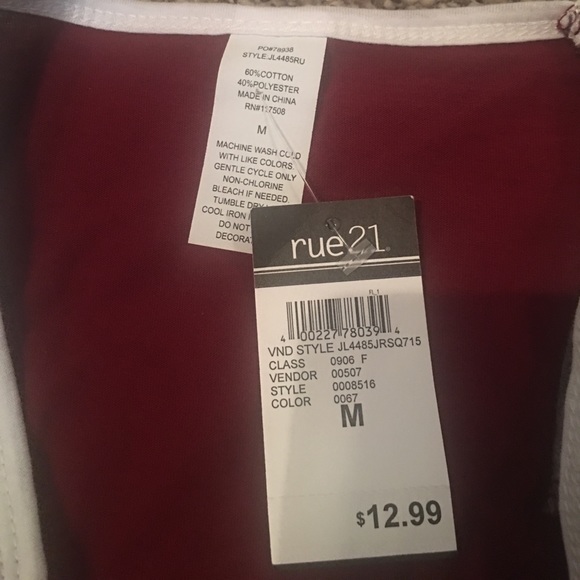 PO#78938
STYLE:JL4485RU
60%COTTON
40%POLYESTER
MADE IN CHINA
RN#117508
M
MACHINE WASH COLD
WITH LIKE COLORS.
GENTLE CYCLE ONLY
NON-CHLORINE
BLEACH IF NEEDED.
TUMBLE DRY
COOL IRON
DO NOT
rue21
R_1
4 00227 78039 4
VND STYLE JL4485JRSQ715
CLASS 0906 F
VENDOR 00507
STYLE 0008516
COLOR 0067
M
$12.99